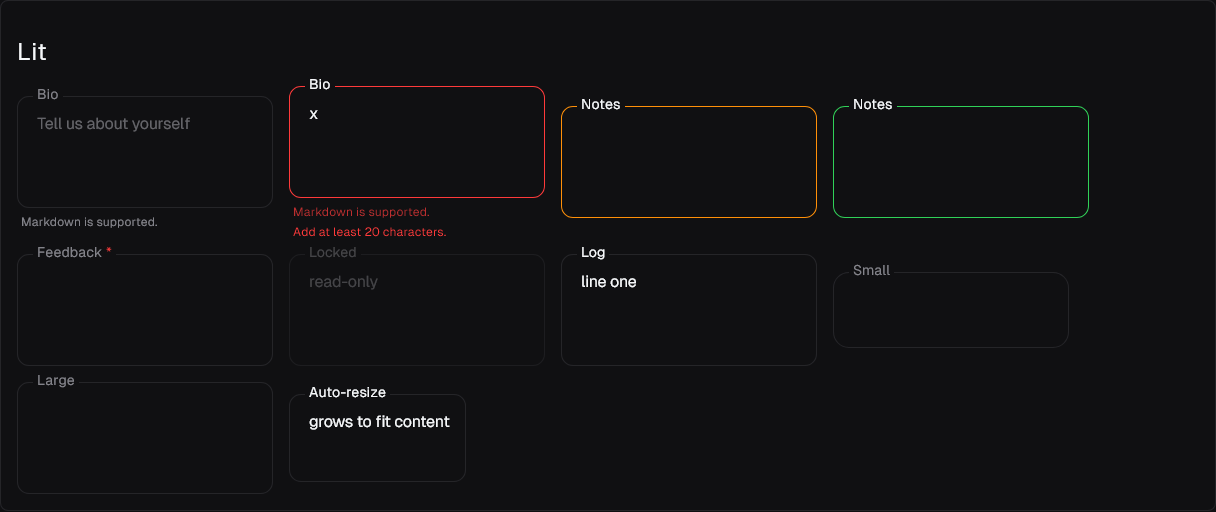 Lit
Bio
Tell us about yourself
Markdown is supported.
Bio
x
Markdown is supported.
Add at least 20 characters.
Notes
Notes
Feedback *
Locked
read-only
Log
line one
Small
Large
Auto-resize
grows to fit content